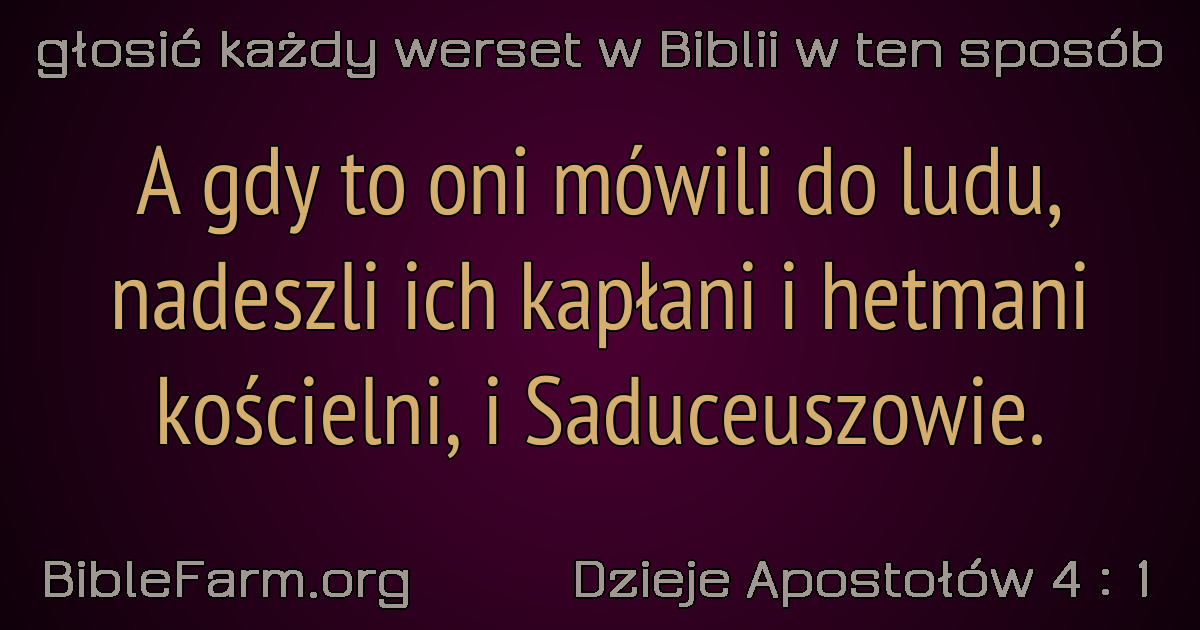 głosić każdy werset w Biblii w ten sposób
A gdy to oni mówili do ludu,
nadeszli ich kapłani i hetmani
kościelni, i Saduceuszowie.
BibleFarm.org
Dzieje Apostołów 4 : 1